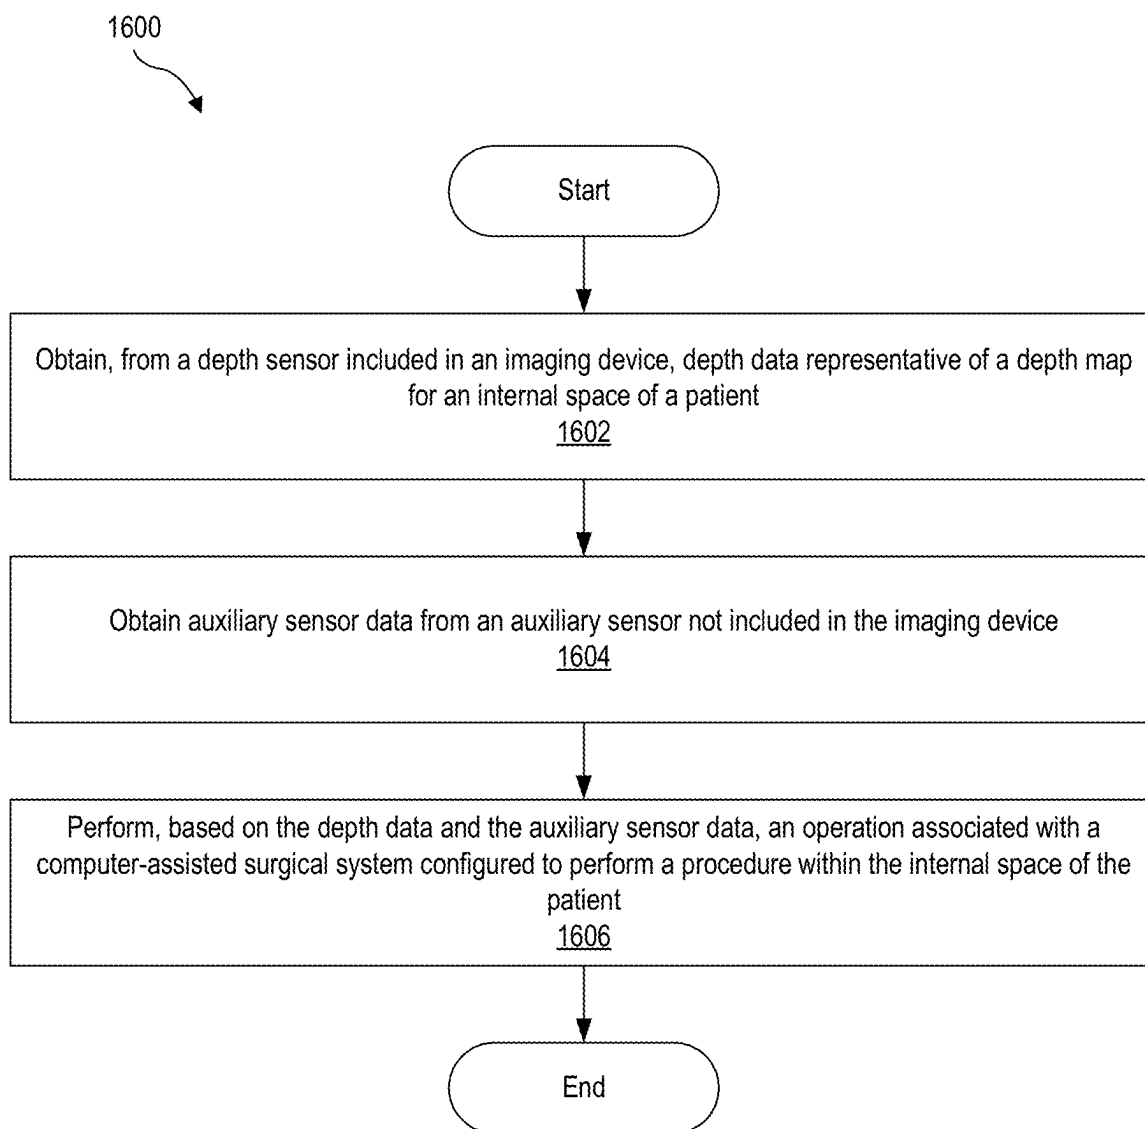 1600
Start
Obtain, from a depth sensor included in an imaging device, depth data representative of a depth map
for an internal space of a patient
1602
Obtain auxiliary sensor data from an auxiliary sensor not included in the imaging device
1604
Perform, based on the depth data and the auxiliary sensor data, an operation associated with a
computer-assisted surgical system configured to perform a procedure within the internal space of the
patient
1606
End